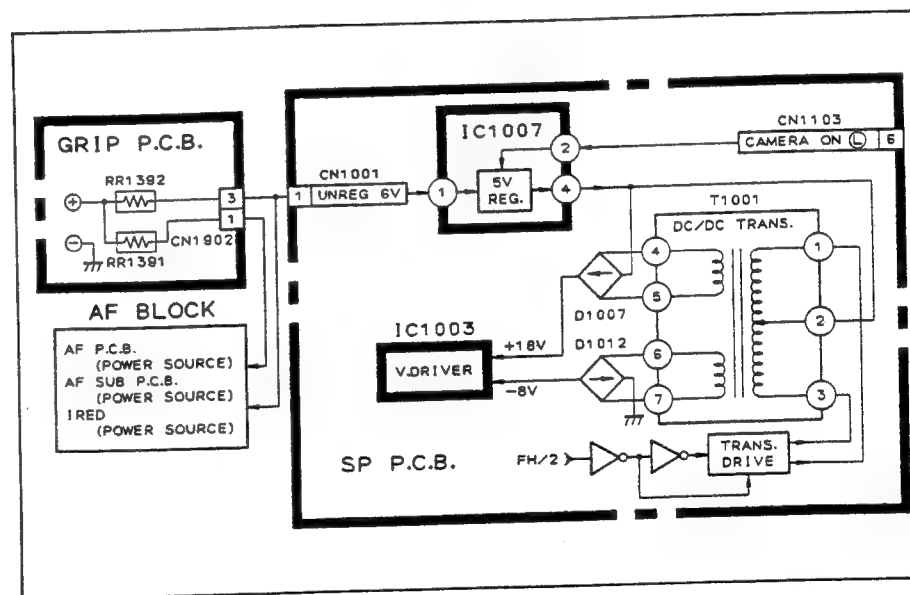 GRIP P.C.B.
RR1392
⊕
3
1
⊖
CN1902
RR1391
AF BLOCK
AF P.C.B.
(POWER SOURCE)
AF SUB P.C.B.
(POWER SOURCE)
IRED
(POWER SOURCE)
CN1001
1 UNREG 6V
IC1007
1
5V
REG.
2
4
CN1103
CAMERA ON Ⓛ 6
T1001
DC/DC TRANS.
4
1
5
D1007
2
IC1003
+18V
D1012
6
V.DRIVER
-8V
7
3
SP P.C.B.
FH/2
TRANS.
DRIVE